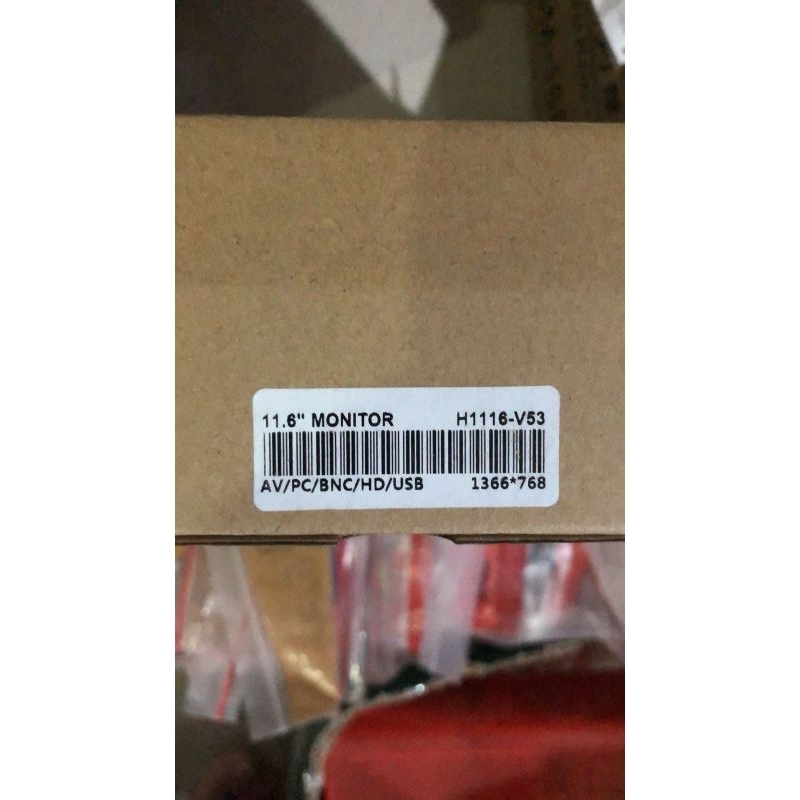 11.6" MONITOR H1116-V53
AV/PC/BNC/HD/USB 1366*768